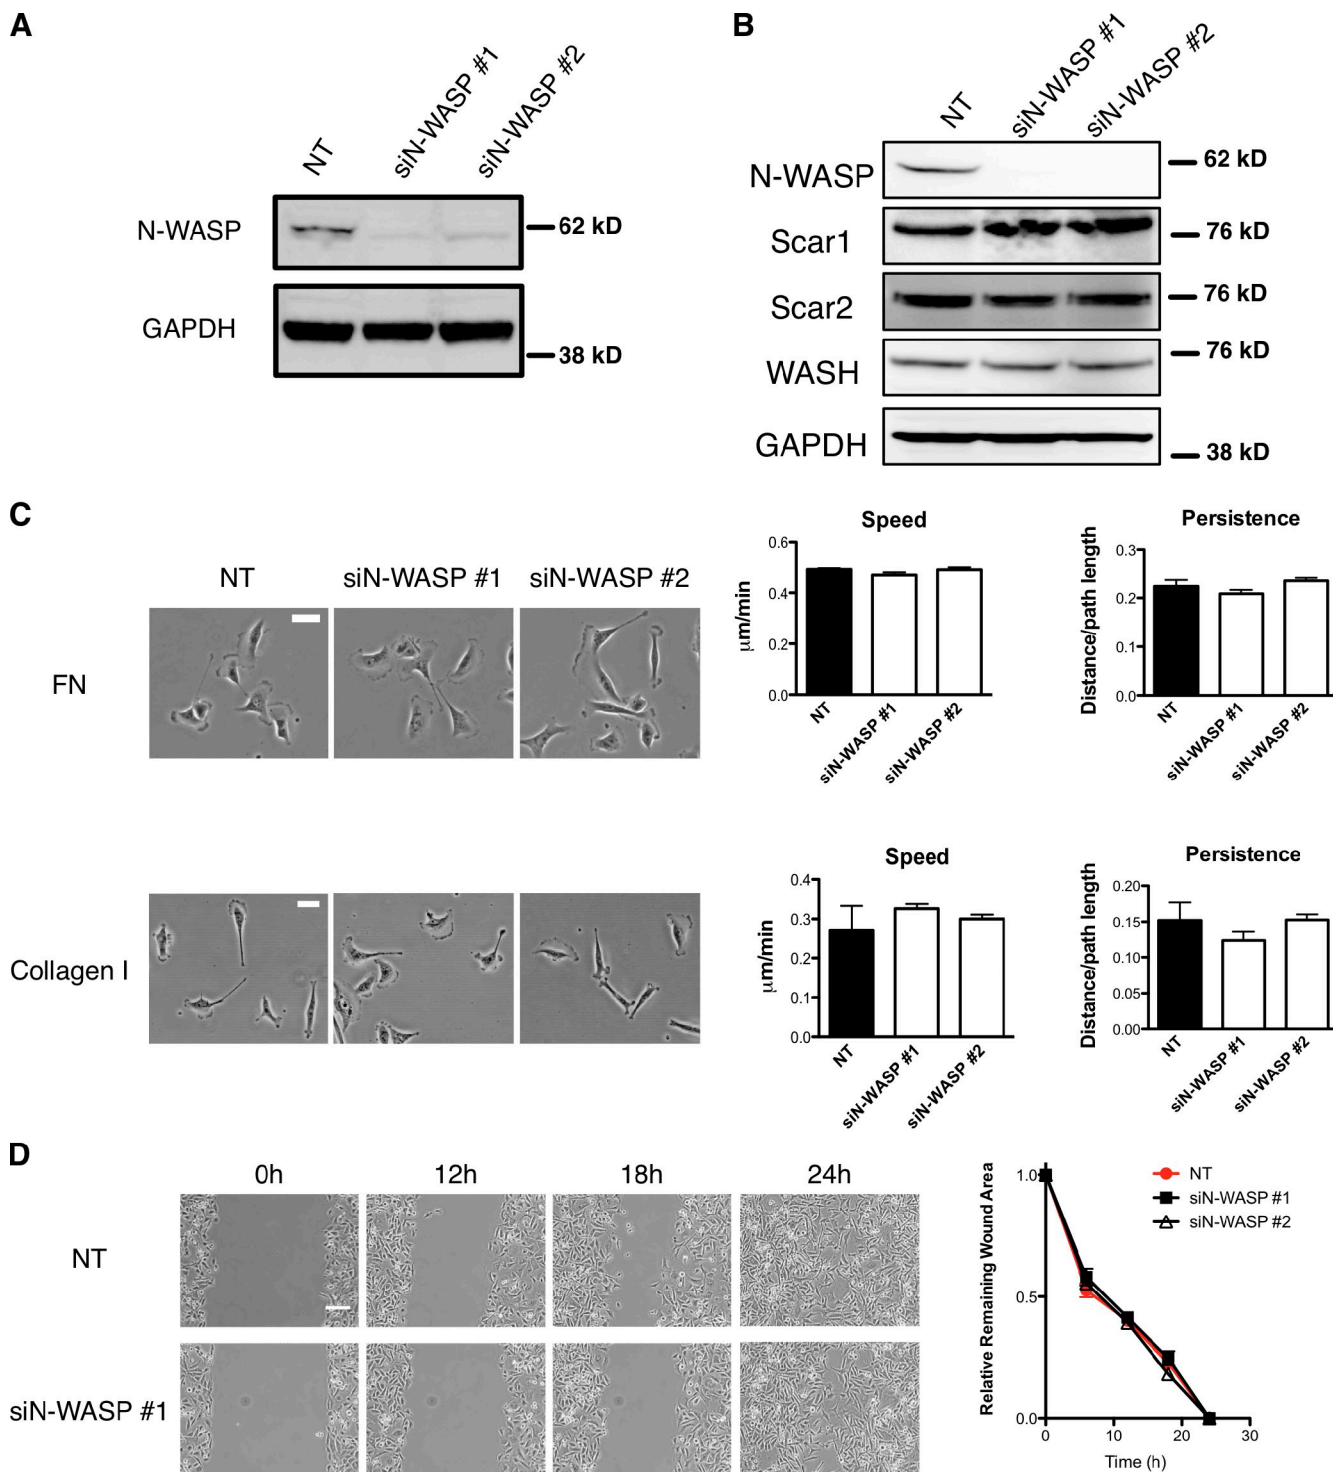 A
NT
siN-WASP #1
siN-WASP #2
N-WASP
62 kD
GAPDH
38 kD
B
NT
siN-WASP #1
siN-WASP #2
N-WASP
62 kD
Scar1
76 kD
Scar2
76 kD
WASH
76 kD
GAPDH
38 kD
C
NT
siN-WASP #1
siN-WASP #2
FN
Speed
μm/min
0.6
0.4
0.2
0.0
NT
siN-WASP #1
siN-WASP #2
Persistence
Distance/path length
0.3
0.2
0.1
0.0
NT
siN-WASP #1
siN-WASP #2
Collagen I
Speed
μm/min
0.4
0.3
0.2
0.1
0.0
NT
siN-WASP #1
siN-WASP #2
Persistence
Distance/path length
0.20
0.15
0.10
0.05
0.00
NT
siN-WASP #1
siN-WASP #2
D
0h
12h
18h
24h
NT
siN-WASP #1
Relative Remaining Wound Area
1.0
0.5
0.0
0
10
20
30
Time (h)
NT
siN-WASP #1
siN-WASP #2